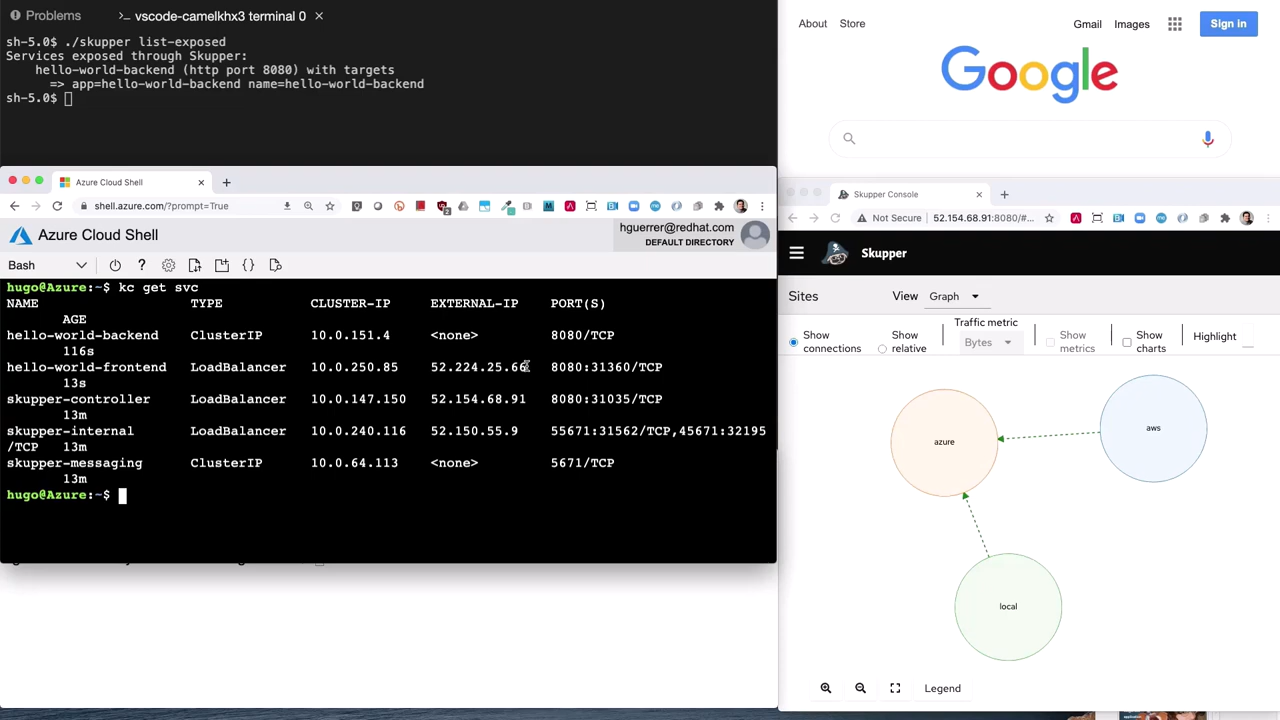 Problems
>_ vscode-camelkhx3 terminal 0 ×
sh-5.0$ ./skupper list-exposed
Services exposed through Skupper:
hello-world-backend (http port 8080) with targets
=> app=hello-world-backend name=hello-world-backend
sh-5.0$
About Store Gmail Images Sign in
Google
Azure Cloud Shell
shell.azure.com/?prompt=True
Azure Cloud Shell
hguerrer@redhat.com
DEFAULT DIRECTORY
Bash
hugo@Azure:~$ kc get svc
NAME TYPE CLUSTER-IP EXTERNAL-IP PORT(S)
AGE
hello-world-backend ClusterIP 10.0.151.4 <none> 8080/TCP
116s
hello-world-frontend LoadBalancer 10.0.250.85 52.224.25.66 8080:31360/TCP
13s
skupper-controller LoadBalancer 10.0.147.150 52.154.68.91 8080:31035/TCP
13m
skupper-internal LoadBalancer 10.0.240.116 52.150.55.9 55671:31562/TCP,45671:32195
/TCP 13m
skupper-messaging ClusterIP 10.0.64.113 <none> 5671/TCP
13m
hugo@Azure:~$
Skupper Console
Not Secure 52.154.68.91:8080/#...
Skupper
Sites View Graph
Show connections
Show relative
Traffic metric
Bytes
Show metrics
Show charts
Highlight
azure
aws
local
Legend